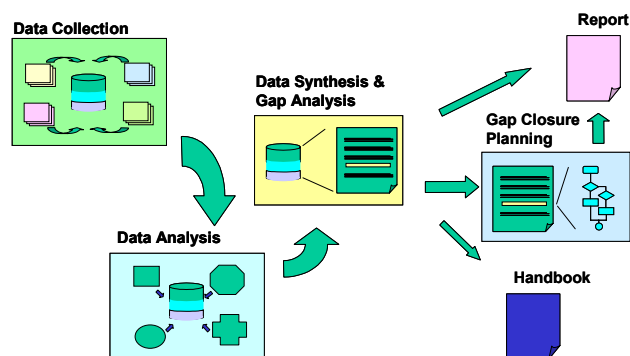 Data Collection
Report
Data Synthesis &
Gap Analysis
Gap Closure
Planning
Data Analysis
Handbook